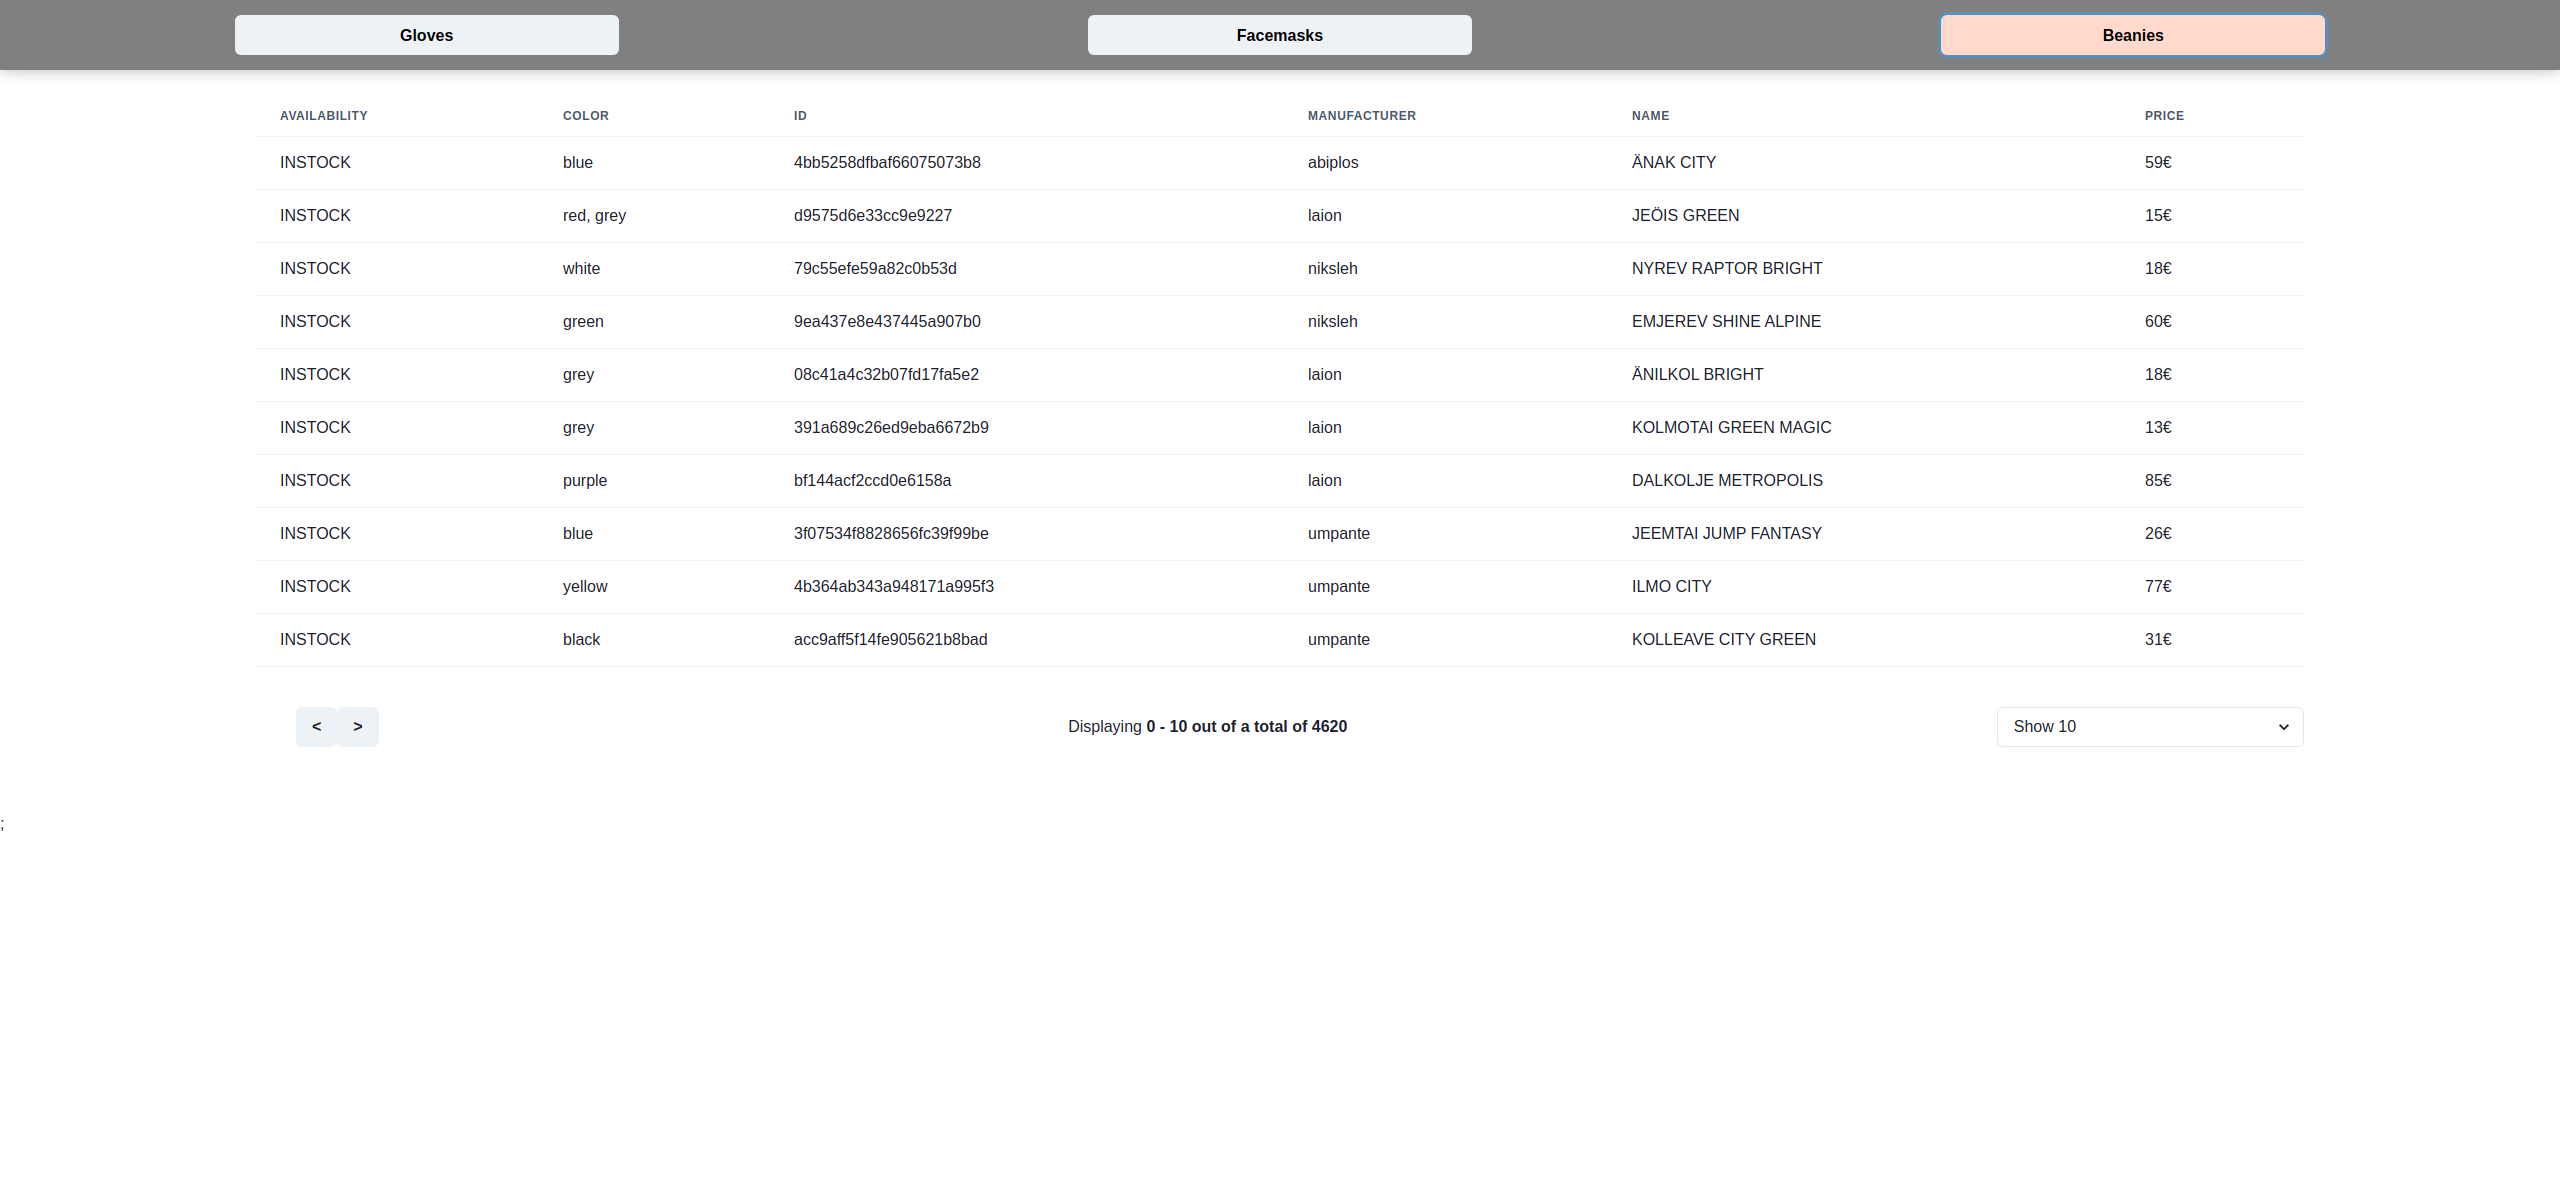 Gloves Facemasks Beanies
AVAILABILITY COLOR ID MANUFACTURER NAME PRICE
INSTOCK blue 4bb5258dfbaf66075073b8 abiplos ÄNAK CITY 59€
INSTOCK red, grey d9575d6e33cc9e9227 laion JEÖIS GREEN 15€
INSTOCK white 79c55efe59a82c0b53d niksleh NYREV RAPTOR BRIGHT 18€
INSTOCK green 9ea437e8e437445a907b0 niksleh EMJEREV SHINE ALPINE 60€
INSTOCK grey 08c41a4c32b07fd17fa5e2 laion ÄNILKOL BRIGHT 18€
INSTOCK grey 391a689c26ed9eba6672b9 laion KOLMOTAI GREEN MAGIC 13€
INSTOCK purple bf144acf2ccd0e6158a laion DALKOLJE METROPOLIS 85€
INSTOCK blue 3f07534f8828656fc39f99be umpante JEEMTAI JUMP FANTASY 26€
INSTOCK yellow 4b364ab343a948171a995f3 umpante ILMO CITY 77€
INSTOCK black acc9aff5f14fe905621b8bad umpante KOLLEAVE CITY GREEN 31€
< > Displaying 0 - 10 out of a total of 4620 Show 10
;